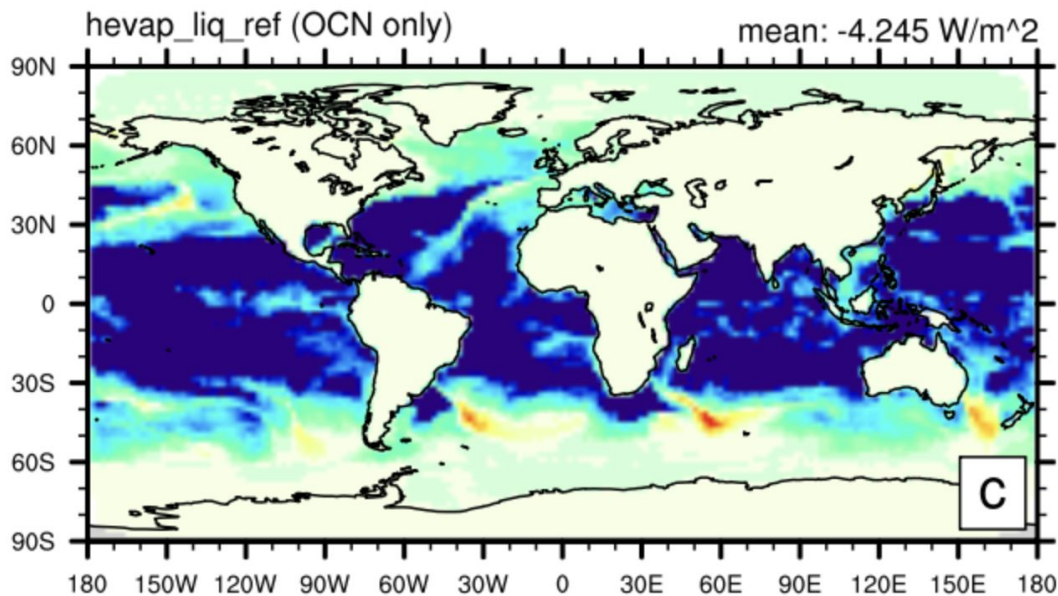 hevap_liq_ref (OCN only) mean: -4.245 W/m^2
90N
60N
30N
0
30S
60S
90S
C
180 150W 120W 90W 60W 30W 0 30E 60E 90E 120E 150E 180